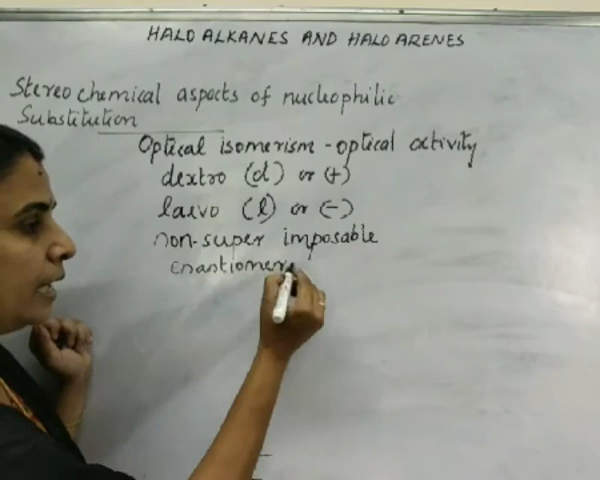 HALO ALKANES AND HALO ARENES
Stereo chemical aspects of nucleophilic
Substitution
Optical isomerism - optical activity
dextro (d) or (+)
laevo (l) or (-)
non-super imposable
enantiomer